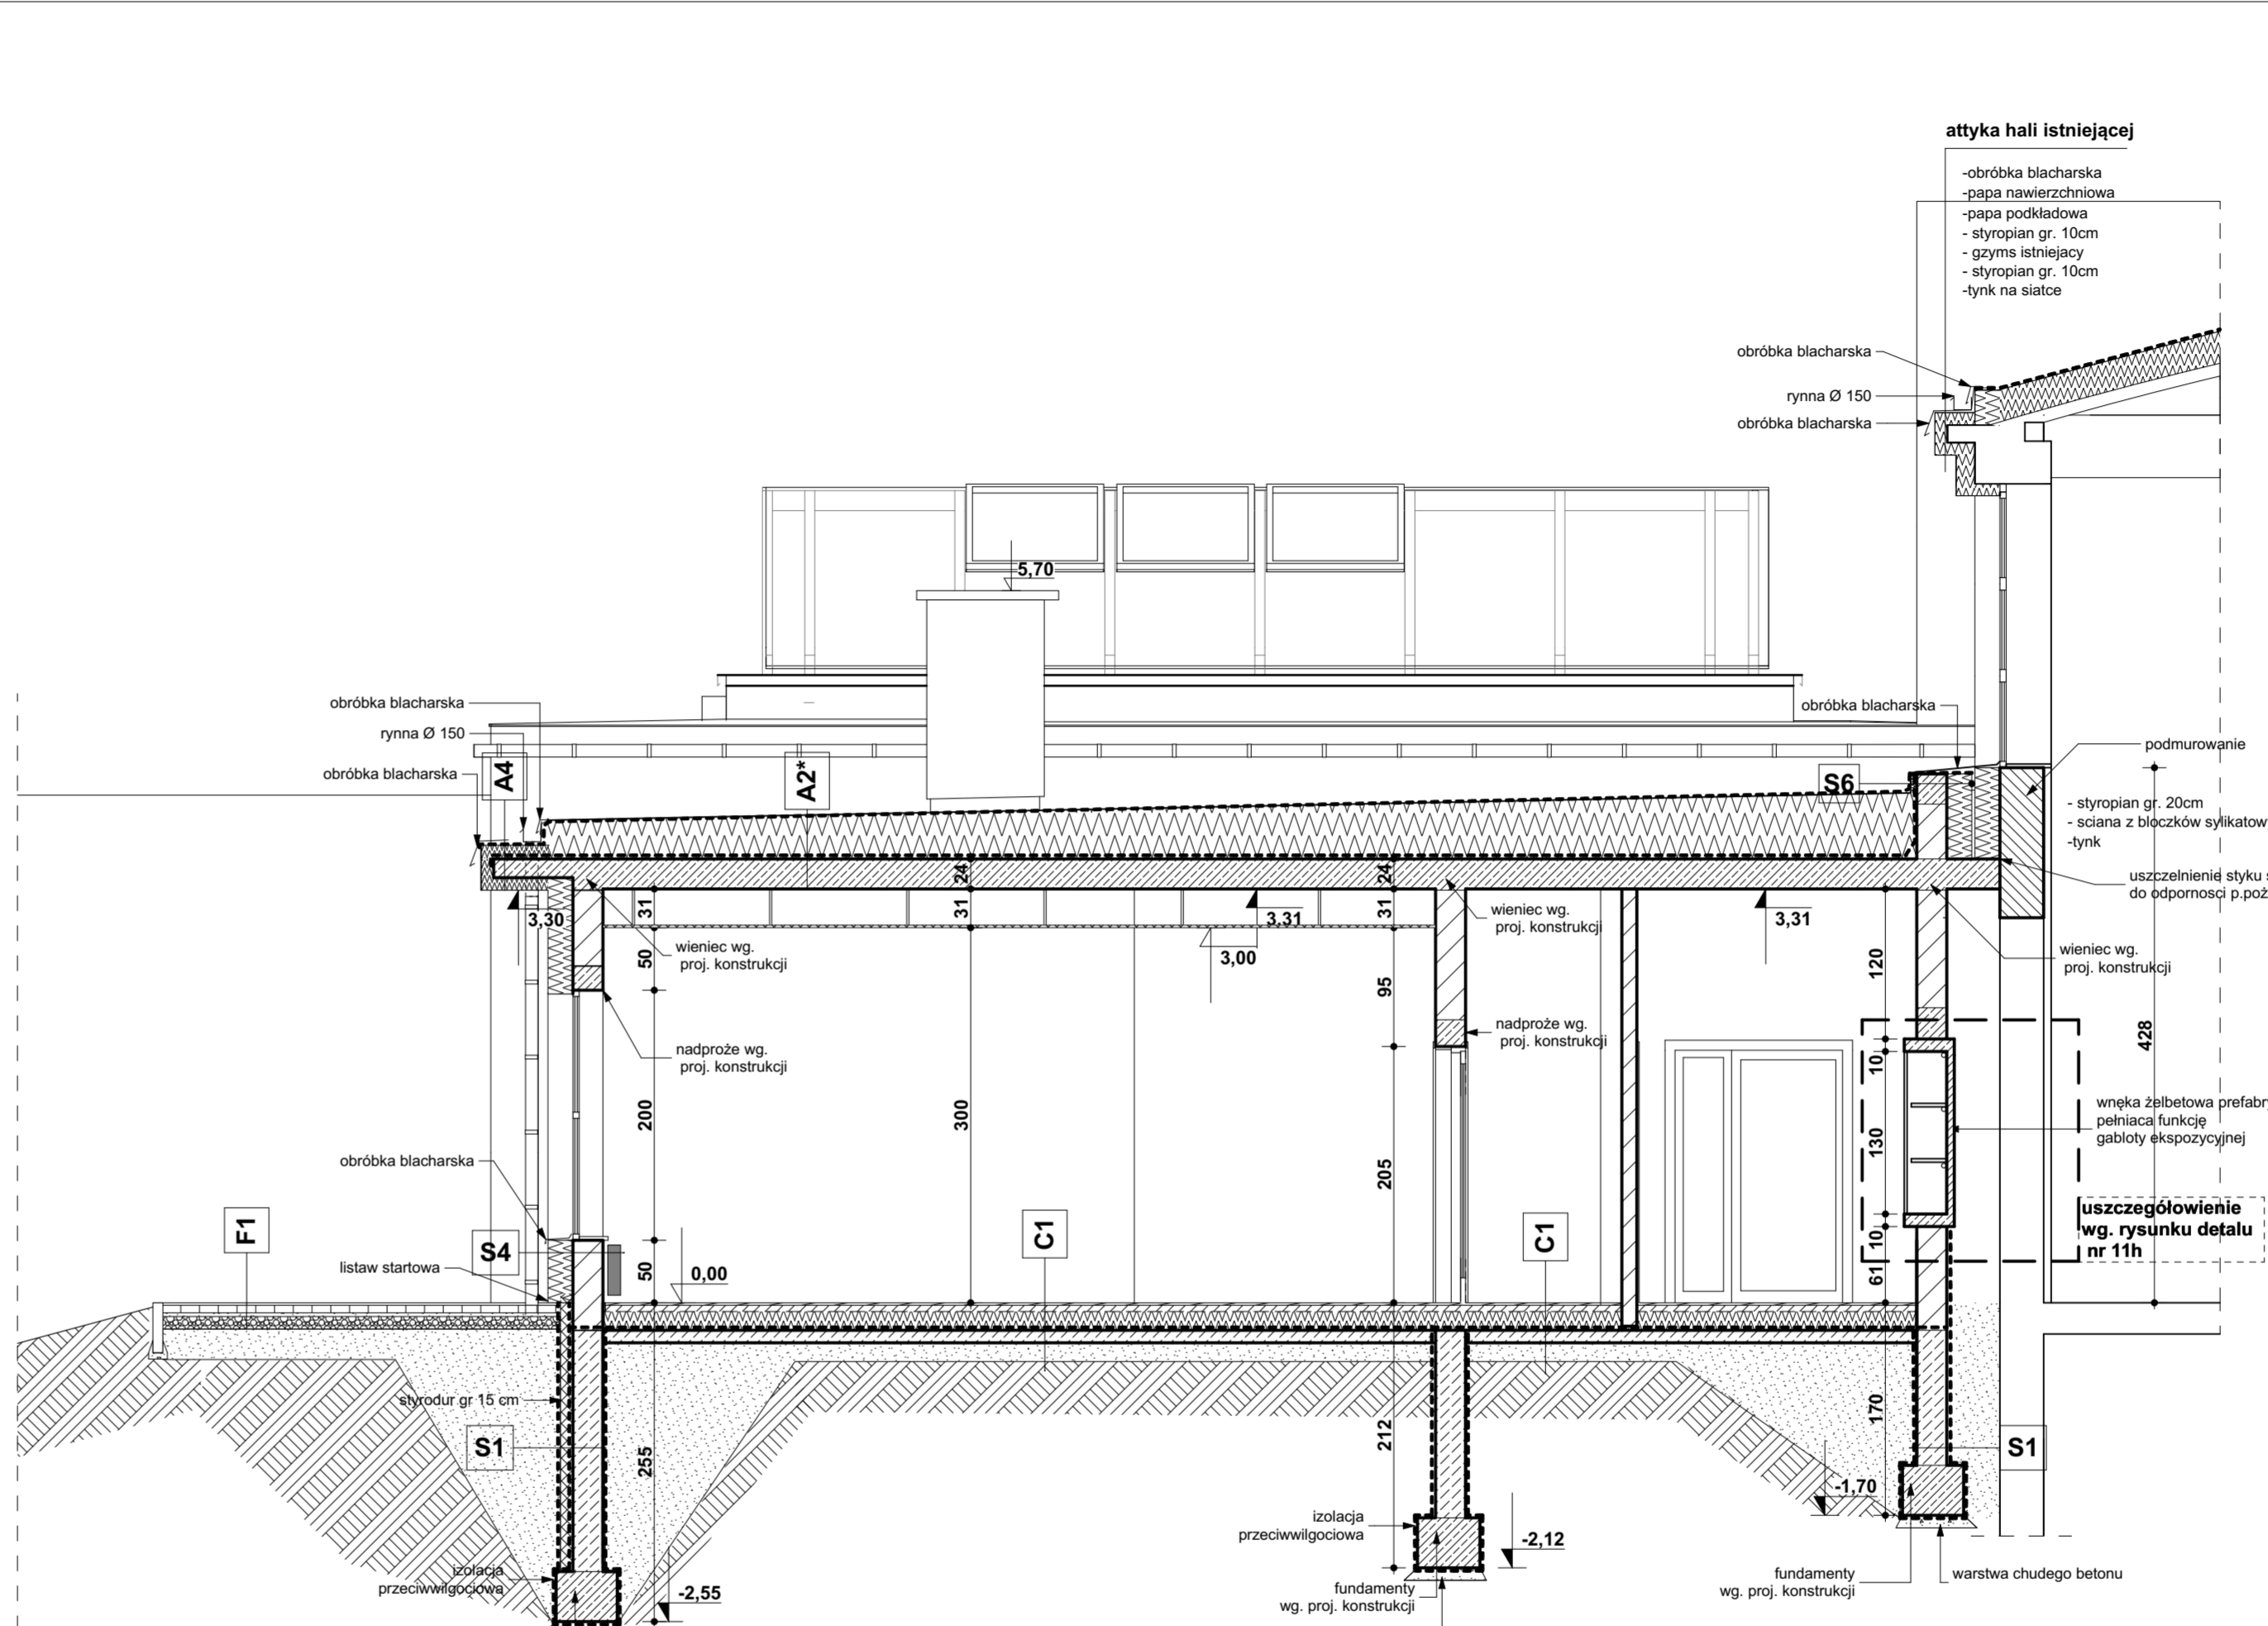 attyka hali istniejącej
-obróbka blacharska
-papa nawierzchniowa
-papa podkładowa
- styropian gr. 10cm
- gzyms istniejacy
- styropian gr. 10cm
-tynk na siatce
obróbka blacharska
rynna Ø 150
obróbka blacharska
5,70
obróbka blacharska
rynna Ø 150
obróbka blacharska
A4
A2*
obróbka blacharska
S6
podmurowanie
- styropian gr. 20cm
- sciana z bloczków sylikatow
-tynk
uszczelnienie styku s
do odpornosci p.poż
24
24
31
31
31
3,30
3,31
3,31
3,00
wieniec wg.
proj. konstrukcji
wieniec wg.
proj. konstrukcji
wieniec wg.
proj. konstrukcji
50
95
120
nadproże wg.
proj. konstrukcji
nadproże wg.
proj. konstrukcji
428
10
200
300
205
130
wnęka żelbetowa prefabry
pełniaca funkcję
gabloty ekspozycyjnej
obróbka blacharska
uszczegółowienie
wg. rysunku detalu
nr 11h
F1
S4
C1
C1
listaw startowa
50
0,00
10
61
styrodur gr 15 cm
S1
255
212
170
S1
-1,70
izolacja
przeciwwilgociowa
-2,12
izolacja
przeciwwilgociowa
-2,55
fundamenty
wg. proj. konstrukcji
fundamenty
wg. proj. konstrukcji
warstwa chudego betonu